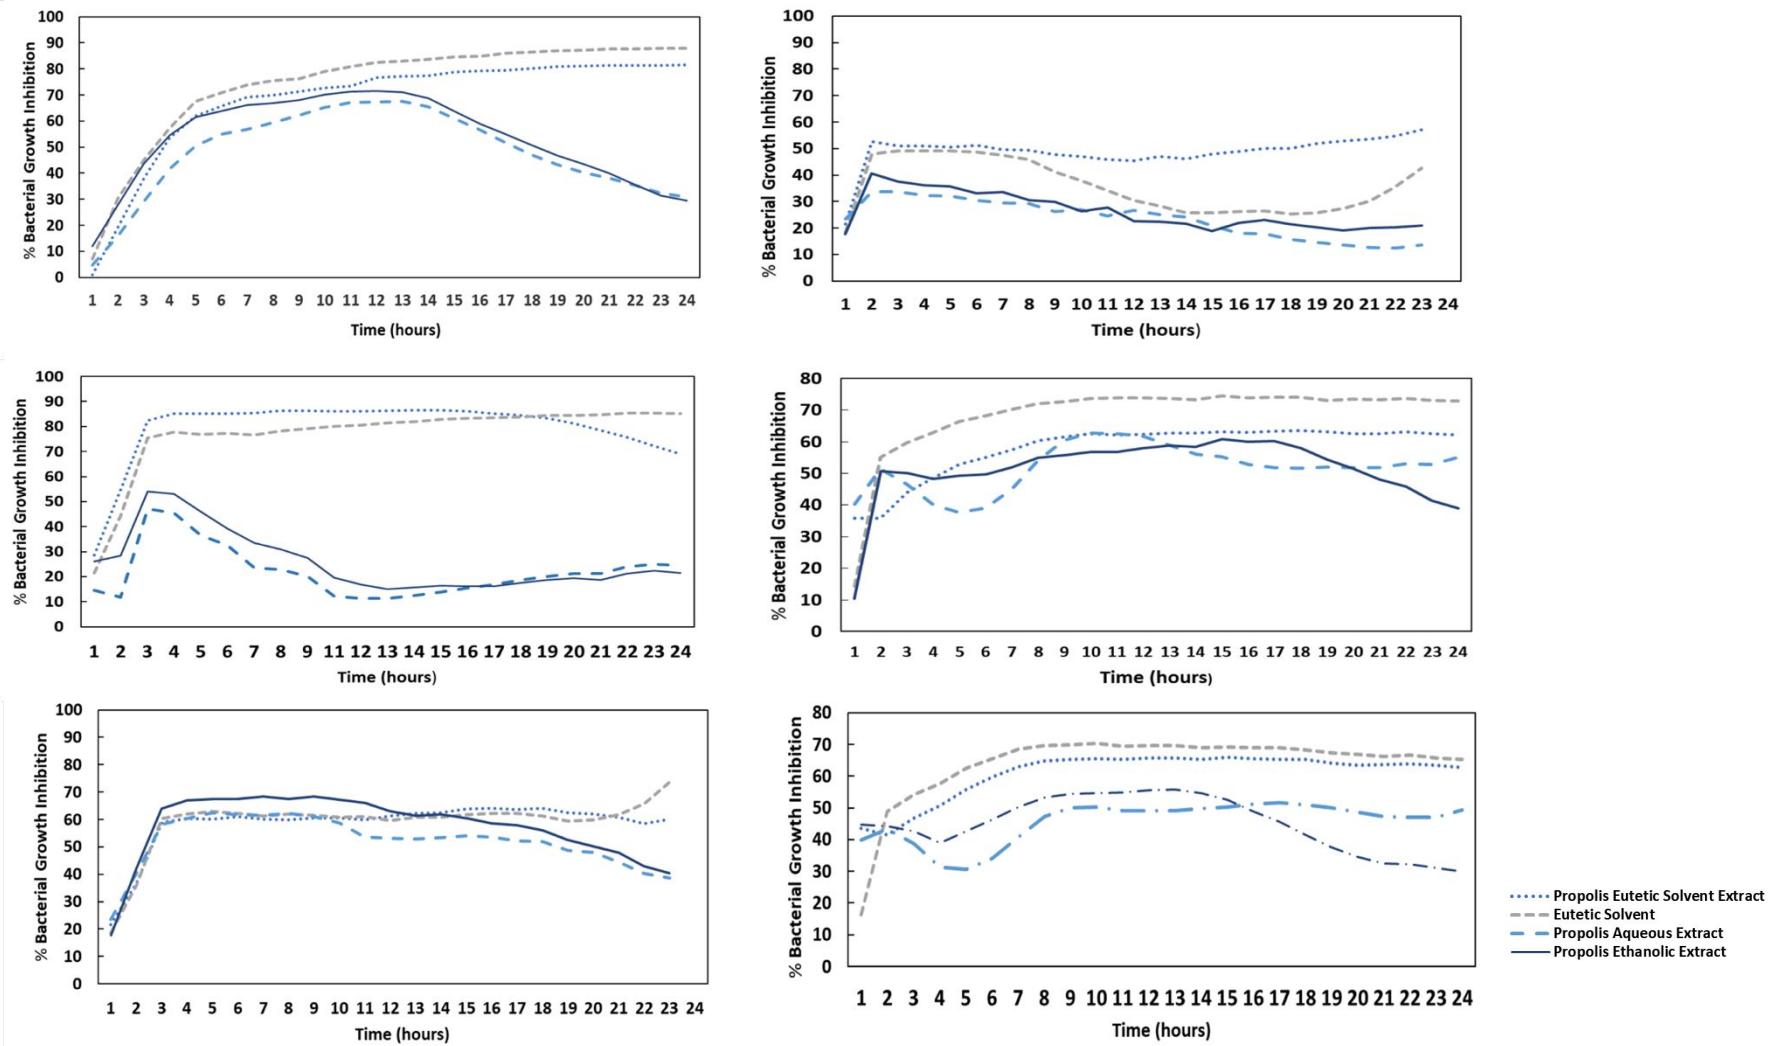 % Bacterial Growth Inhibition
100
90
80
70
60
50
40
30
20
10
0
1 2 3 4 5 6 7 8 9 10 11 12 13 14 15 16 17 18 19 20 21 22 23 24
Time (hours)
% Bacterial Growth Inhibition
100
90
80
70
60
50
40
30
20
10
0
1 2 3 4 5 6 7 8 9 10 11 12 13 14 15 16 17 18 19 20 21 22 23 24
Time (hours)
% Bacterial Growth Inhibition
100
90
80
70
60
50
40
30
20
10
0
1 2 3 4 5 6 7 8 9 11 12 13 14 15 16 17 18 19 20 21 22 23 24
Time (hours)
% Bacterial Growth Inhibition
80
70
60
50
40
30
20
10
0
1 2 3 4 5 6 7 8 9 10 11 12 13 14 15 16 17 18 19 20 21 22 23 24
Time (hours)
% Bacterial Growth Inhibition
100
90
80
70
60
50
40
30
20
10
0
1 2 3 4 5 6 7 8 9 10 11 12 13 14 15 16 17 18 19 20 21 22 23 24
Time (hours)
% Bacterial Growth Inhibition
80
70
60
50
40
30
20
10
0
1 2 3 4 5 6 7 8 9 10 11 12 13 14 15 16 17 18 19 20 21 22 23 24
Time (hours)
Propolis Eutetic Solvent Extract
Eutetic Solvent
Propolis Aqueous Extract
Propolis Ethanolic Extract